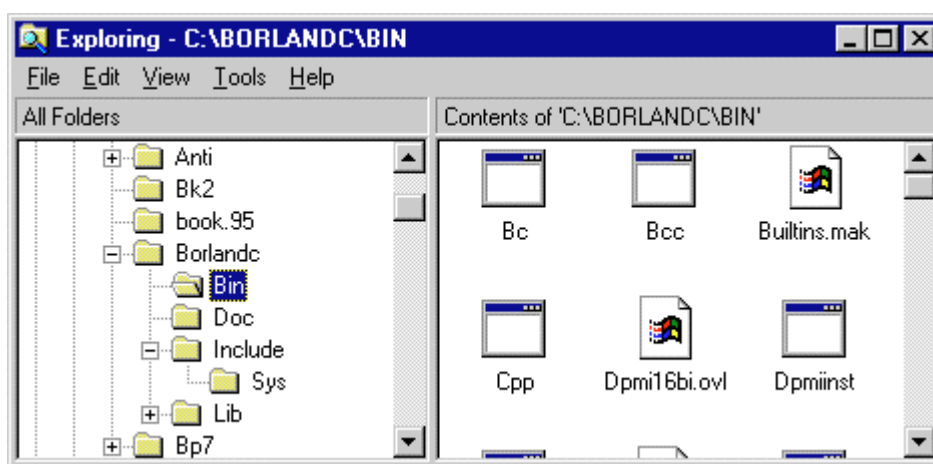 Exploring - C:\BORLANDC\BIN
File Edit View Tools Help
All Folders
Contents of 'C:\BORLANDC\BIN'
Anti
Bk2
book.95
Borlandc
Bin
Doc
Include
Sys
Lib
Bp7
Bc Bcc Builtins.mak
Cpp Dpmi16bi.ovl Dpmiinst